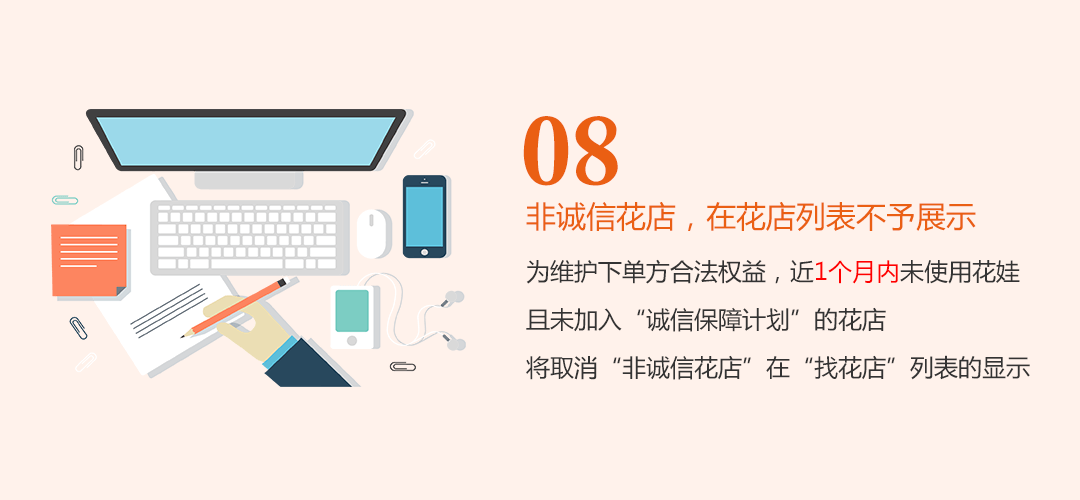 08
非诚信花店，在花店列表不予展示
为维护下单方合法权益，近1个月内未使用花娃
且未加入“诚信保障计划”的花店
将取消“非诚信花店”在“找花店”列表的显示